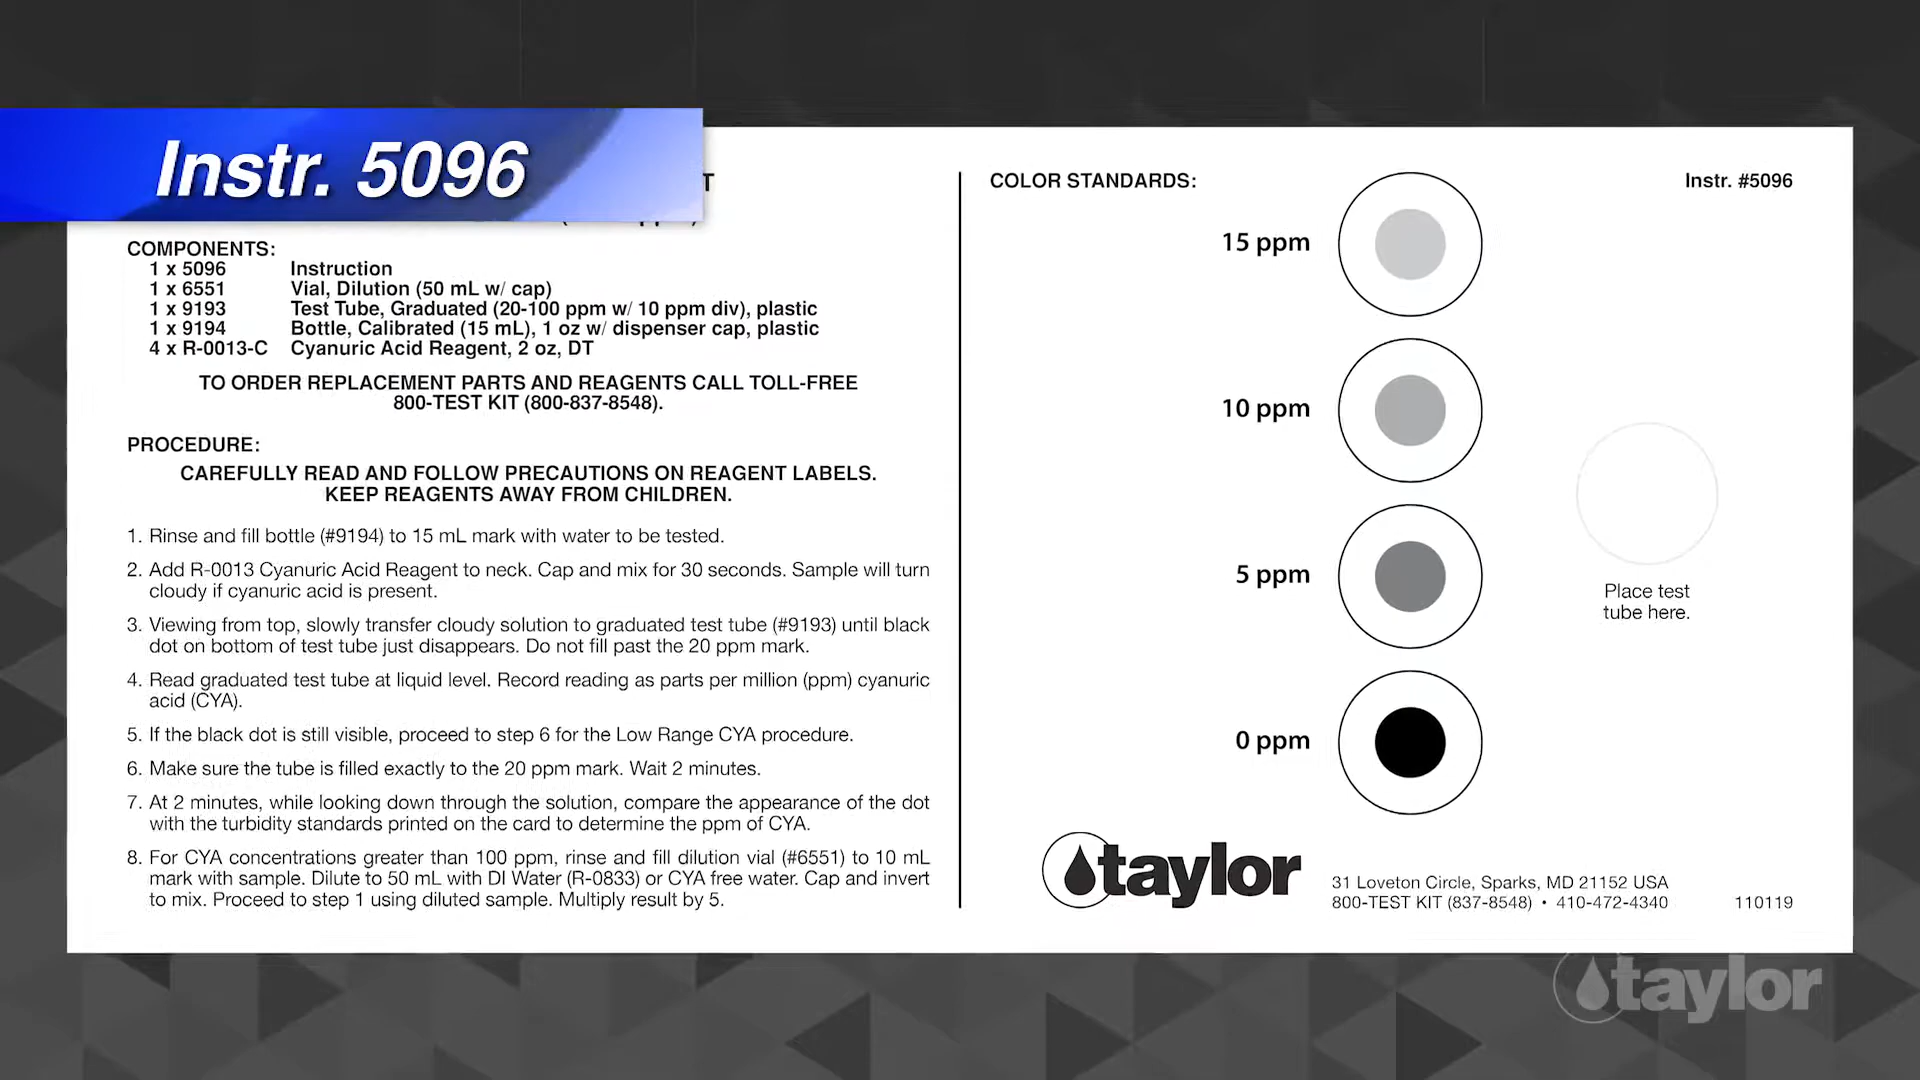 Instr. 5096
T
COMPONENTS:
1 x 5096 Instruction
1 x 6551 Vial, Dilution (50 mL w/ cap)
1 x 9193 Test Tube, Graduated (20-100 ppm w/ 10 ppm div), plastic
1 x 9194 Bottle, Calibrated (15 mL), 1 oz w/ dispenser cap, plastic
4 x R-0013-C Cyanuric Acid Reagent, 2 oz, DT
TO ORDER REPLACEMENT PARTS AND REAGENTS CALL TOLL-FREE
800-TEST KIT (800-837-8548).
PROCEDURE:
CAREFULLY READ AND FOLLOW PRECAUTIONS ON REAGENT LABELS.
KEEP REAGENTS AWAY FROM CHILDREN.
1. Rinse and fill bottle (#9194) to 15 mL mark with water to be tested.
2. Add R-0013 Cyanuric Acid Reagent to neck. Cap and mix for 30 seconds. Sample will turn
cloudy if cyanuric acid is present.
3. Viewing from top, slowly transfer cloudy solution to graduated test tube (#9193) until black
dot on bottom of test tube just disappears. Do not fill past the 20 ppm mark.
4. Read graduated test tube at liquid level. Record reading as parts per million (ppm) cyanuric
acid (CYA).
5. If the black dot is still visible, proceed to step 6 for the Low Range CYA procedure.
6. Make sure the tube is filled exactly to the 20 ppm mark. Wait 2 minutes.
7. At 2 minutes, while looking down through the solution, compare the appearance of the dot
with the turbidity standards printed on the card to determine the ppm of CYA.
8. For CYA concentrations greater than 100 ppm, rinse and fill dilution vial (#6551) to 10 mL
mark with sample. Dilute to 50 mL with DI Water (R-0833) or CYA free water. Cap and invert
to mix. Proceed to step 1 using diluted sample. Multiply result by 5.
COLOR STANDARDS:
Instr. #5096
15 ppm
10 ppm
5 ppm
0 ppm
Place test
tube here.
taylor
31 Loveton Circle, Sparks, MD 21152 USA
800-TEST KIT (837-8548) • 410-472-4340
110119
taylor